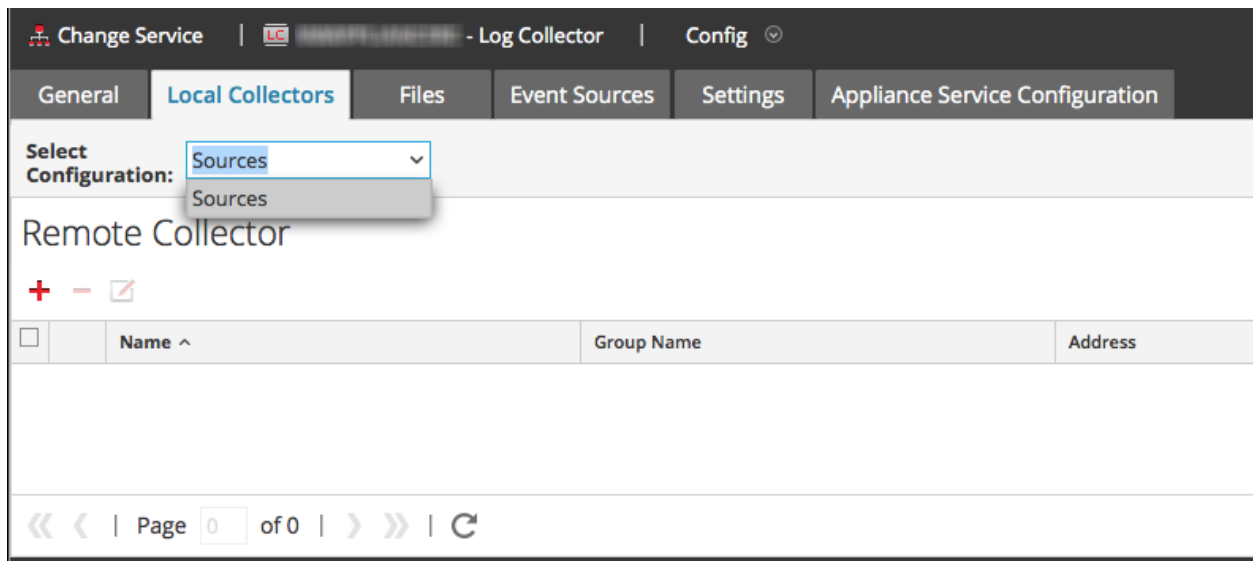 Change Service | LC - Log Collector | Config
General Local Collectors Files Event Sources Settings Appliance Service Configuration
Select
Configuration:
Sources
Sources
Remote Collector
Name Group Name Address
| Page 0 of 0 | |